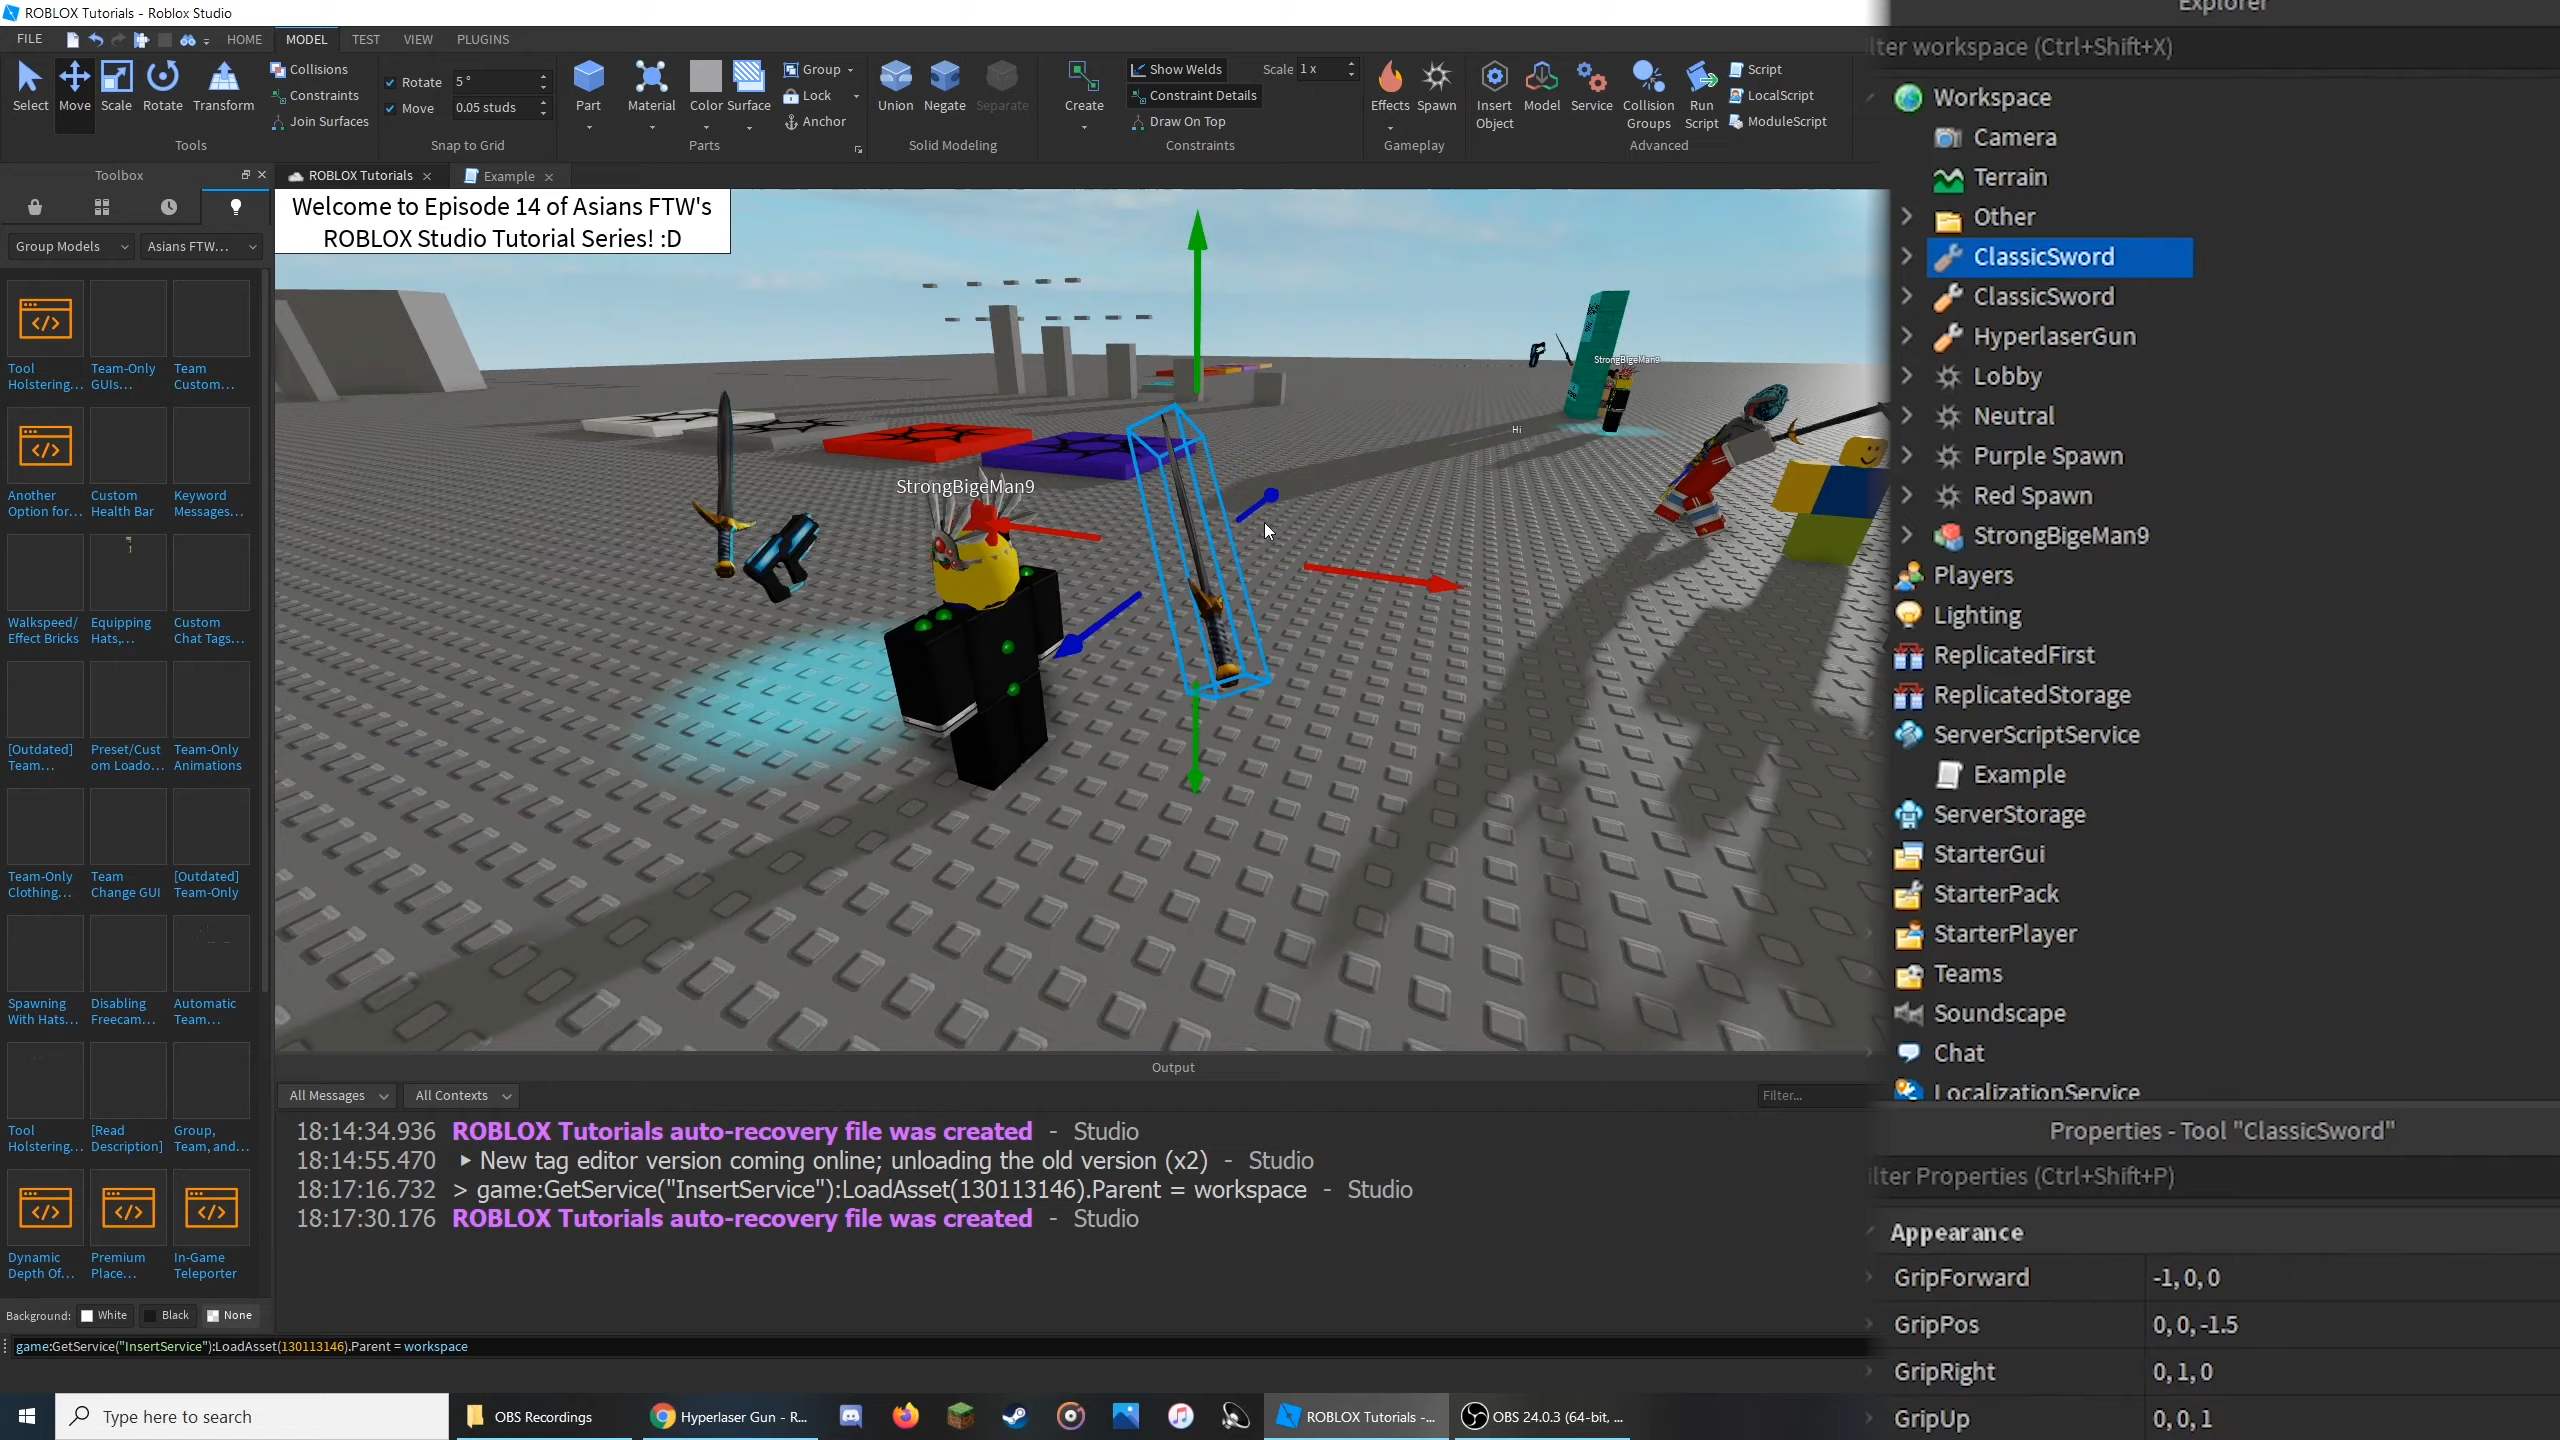 ROBLOX Tutorials - Roblox Studio
FILE HOME MODEL TEST VIEW PLUGINS
Select Move Scale Rotate Transform
Collisions
Constraints
Join Surfaces
Tools
Rotate 5 °
Move 0.05 studs
Snap to Grid
Part Material Color Surface
Group
Lock
Anchor
Parts
Union Negate Separate
Solid Modeling
Create
Show Welds Scale 1 x
Constraint Details
Draw On Top
Constraints
Effects Spawn
Gameplay
Insert Object
Model
Service
Collision Groups
Run Script
Script
LocalScript
ModuleScript
Advanced
Toolbox
Group Models Asians FTW...
Tool Holstering...
Team-Only GUIs...
Team Custom...
Another Option for...
Custom Health Bar
Keyword Messages...
Walkspeed/ Effect Bricks
Equipping Hats,...
Custom Chat Tags...
[Outdated] Team...
Preset/Cust om Loado...
Team-Only Animations
Team-Only Clothing...
Team Change GUI
[Outdated] Team-Only
Spawning With Hats...
Disabling Freecam...
Automatic Team...
Tool Holstering...
[Read Description]
Group, Team, and...
Dynamic Depth Of...
Premium Place...
In-Game Teleporter
Background: White Black None
ROBLOX Tutorials Example
Welcome to Episode 14 of Asians FTW's
ROBLOX Studio Tutorial Series! :D
StrongBigeMan9
StrongBigeMan9
Hi
Output
All Messages All Contexts Filter...
18:14:34.936 ROBLOX Tutorials auto-recovery file was created - Studio
18:14:55.470 New tag editor version coming online; unloading the old version (x2) - Studio
18:17:16.732 > game:GetService("InsertService"):LoadAsset(130113146).Parent = workspace - Studio
18:17:30.176 ROBLOX Tutorials auto-recovery file was created - Studio
game:GetService("InsertService"):LoadAsset(130113146).Parent = workspace
Explorer
lter workspace (Ctrl+Shift+X)
Workspace
Camera
Terrain
Other
ClassicSword
ClassicSword
HyperlaserGun
Lobby
Neutral
Purple Spawn
Red Spawn
StrongBigeMan9
Players
Lighting
ReplicatedFirst
ReplicatedStorage
ServerScriptService
Example
ServerStorage
StarterGui
StarterPack
StarterPlayer
Teams
Soundscape
Chat
LocalizationService
Properties - Tool "ClassicSword"
lter Properties (Ctrl+Shift+P)
Appearance
GripForward -1, 0, 0
GripPos 0, 0, -1.5
GripRight 0, 1, 0
GripUp 0, 0, 1
Type here to search
OBS Recordings
Hyperlaser Gun - R...
ROBLOX Tutorials -...
OBS 24.0.3 (64-bit, ...